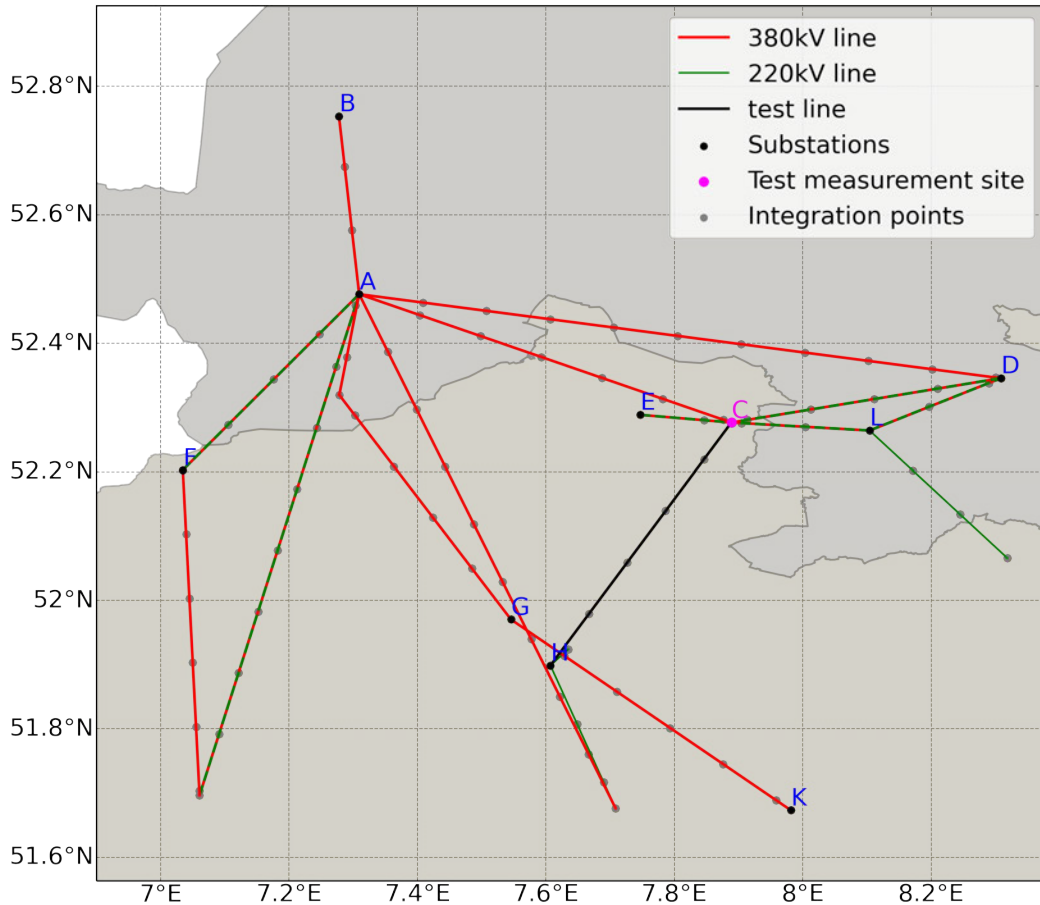 380kV line
220kV line
test line
Substations
Test measurement site
Integration points
52.8°N
52.6°N
52.4°N
52.2°N
52°N
51.8°N
51.6°N
B
A
D
E
C
L
F
G
H
K
7°E
7.2°E
7.4°E
7.6°E
7.8°E
8°E
8.2°E